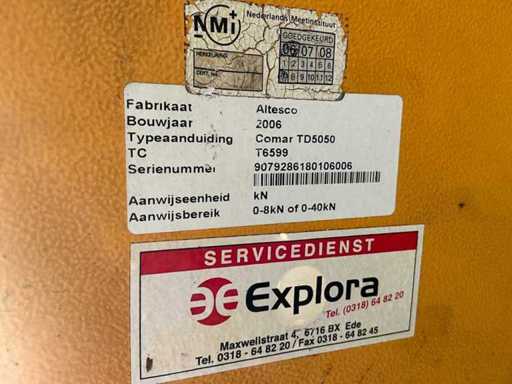 NMi
Nederlands Meetinstituut
GOEDGEKEURD
06 07 08
1 2 3 4 5 6
7 8 9 10 11 12
HERKEURING
CERT. NO.
Fabrikaat Altesco
Bouwjaar 2006
Typeaanduiding Comar TD5050
TC T6599
Serienummer 9079286180106006
Aanwijseenheid kN
Aanwijsbereik 0-8kN of 0-40kN
SERVICEDIENST
Explora
Tel. (0318) 64 82 20
Maxwellstraat 4, 6716 BX Ede
Tel. 0318 - 64 82 20 / Fax 0318 - 64 82 45